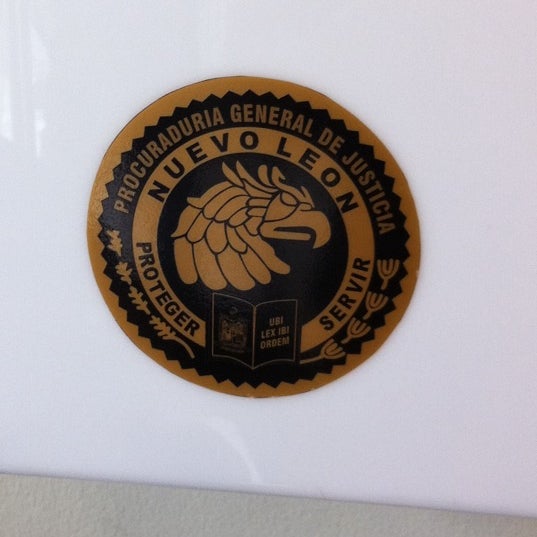 PROCURADURIA GENERAL DE JUSTICIA
NUEVO LEON
PROTEGER
SERVIR
UBI
LEX IBI
ORDEM